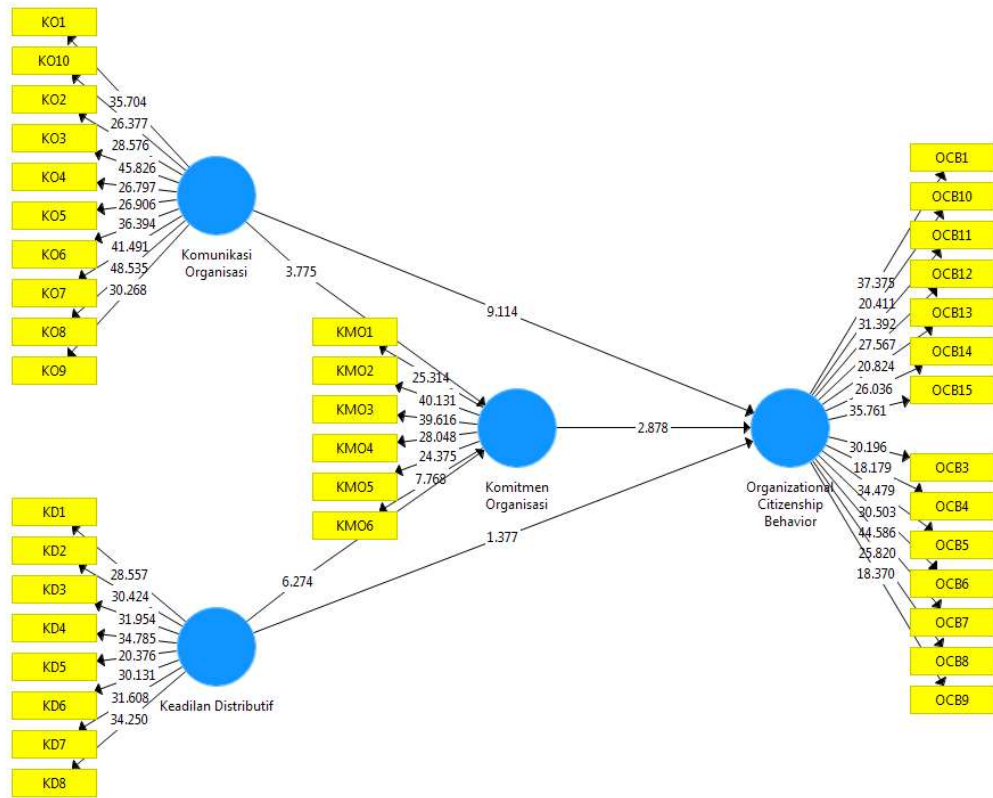 KO1
KO10
KO2
KO3
KO4
KO5
KO6
KO7
KO8
KO9
35.704
26.377
28.576
45.826
26.797
26.906
36.394
41.491
48.535
30.268
Komunikasi
Organisasi
3.775
9.114
KMO1
KMO2
KMO3
KMO4
KMO5
KMO6
25.314
40.131
39.616
28.048
24.375
7.768
Komitmen
Organisasi
2.878
KD1
KD2
KD3
KD4
KD5
KD6
KD7
KD8
28.557
30.424
31.954
34.785
20.376
30.131
31.608
34.250
Keadilan Distributif
6.274
1.377
Organizational
Citizenship
Behavior
37.375
20.411
31.392
27.567
20.824
26.036
35.761
30.196
18.179
34.479
30.503
44.586
25.820
18.370
OCB1
OCB10
OCB11
OCB12
OCB13
OCB14
OCB15
OCB3
OCB4
OCB5
OCB6
OCB7
OCB8
OCB9